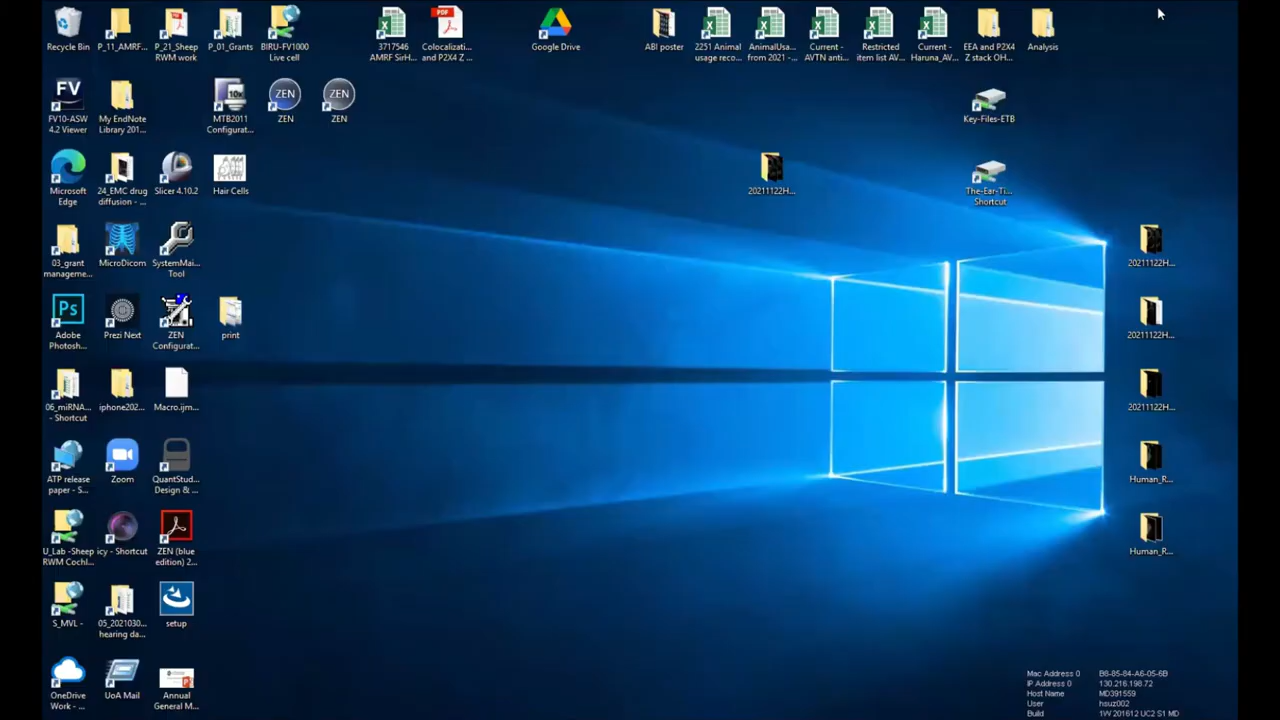 Recycle Bin
P_11_AMRF...
P_21_Sheep
RWM work
P_01_Grants
BIRU-FV1000
Live cell
3717546
AMRF SirH...
PDF
Colocalizati...
and P2X4 Z ...
Google Drive
ABI poster
2251 Animal
usage reco...
AnimalUsa...
from 2021 -...
Current -
AVTN anti...
Restricted
item list AV...
Current -
Haruna_AV...
EEA and P2X4
Z stack OH...
Analysis
FV
FV10-ASW
4.2 Viewer
My EndNote
Library 201...
10x
MTB2011
Configurat...
ZEN
ZEN
ZEN
ZEN
Key-Files-ETB
Microsoft
Edge
24_EMC drug
diffusion - ...
Slicer 4.10.2
Hair Cells
20211122H...
The-Ear-Ti...
Shortcut
03_grant
manageme...
MicroDicom
SystemMai...
Tool
20211122H...
Ps
Adobe
Photosh...
Prezi Next
ZEN
Configurat...
print
20211122H...
06_miRNA...
- Shortcut
iphone202...
Macro.ijm...
20211122H...
ATP release
paper - S...
Zoom
QuantStud...
Design & ...
Human_R...
U_Lab -Sheep
RWM Cochl...
icy - Shortcut
ZEN (blue
edition) 2...
Human_R...
S_MVL -
05_2021030...
hearing da...
setup
OneDrive
Work - ...
UoA Mail
Annual
General M...
Mac Address 0 B6-85-84-A6-05-6B
IP Address 0 130.216.198.72
Host Name MD391559
User hsuz002
Build 1W 201612 UC2 S1 MD